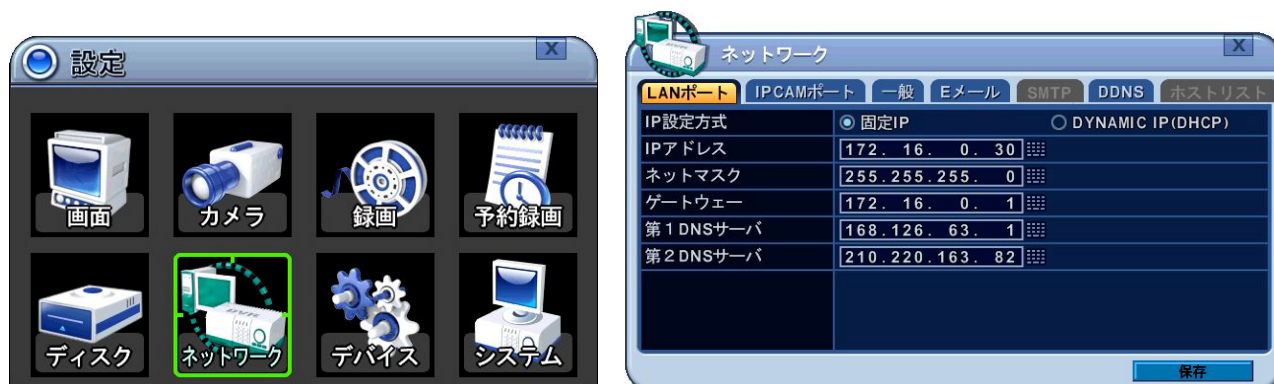 設定
X
画面
カメラ
録画
予約録画
ディスク
ネットワーク
デバイス
システム
ネットワーク
X
LANポート IPCAMポート 一般 Eメール SMTP DDNS ホストリスト
IP設定方式 固定IP DYNAMIC IP(DHCP)
IPアドレス 172. 16. 0. 30
ネットマスク 255.255.255. 0
ゲートウェー 172. 16. 0. 1
第1DNSサーバ 168.126. 63. 1
第2DNSサーバ 210.220.163. 82
保存